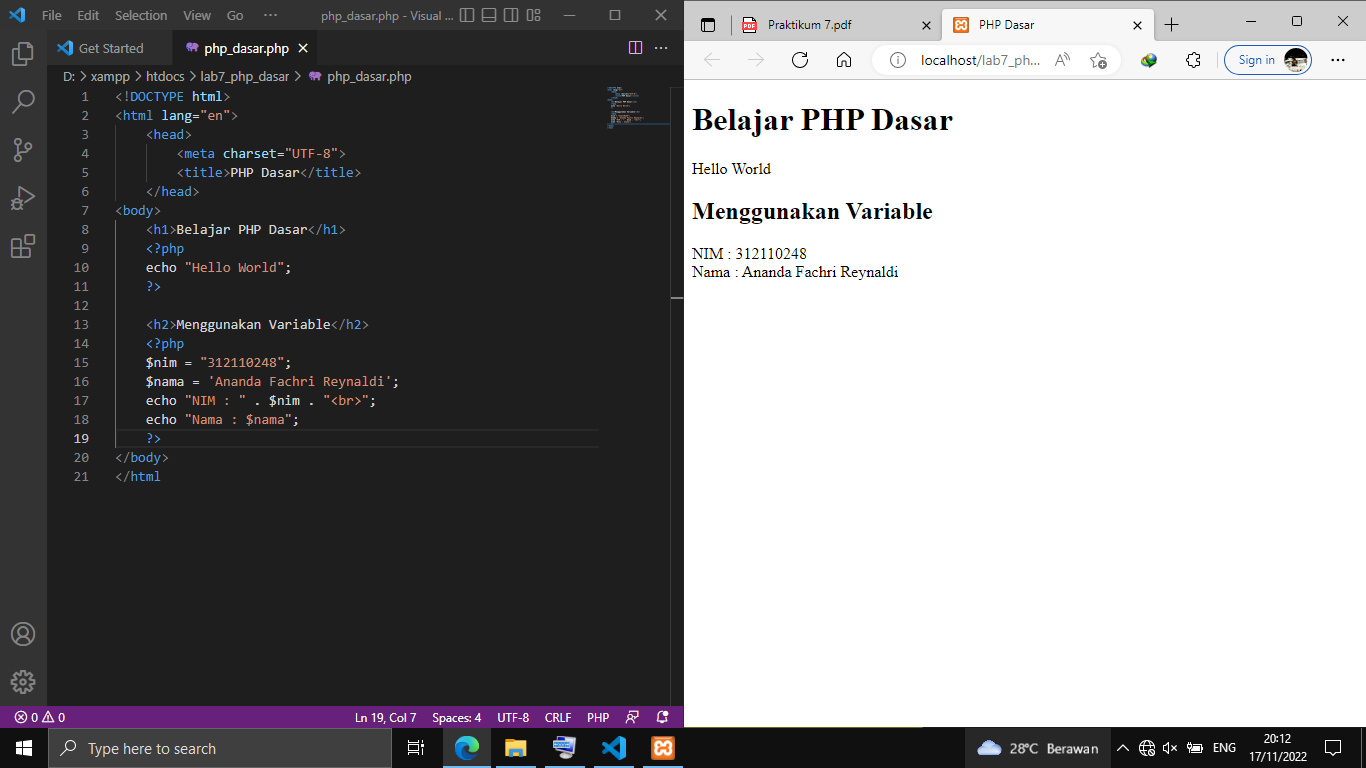 File Edit Selection View Go ··· php_dasar.php - Visual ...
Get Started php_dasar.php
D: > xampp > htdocs > lab7_php_dasar > php_dasar.php
1 <!DOCTYPE html>
2 <html lang="en">
3 <head>
4 <meta charset="UTF-8">
5 <title>PHP Dasar</title>
6 </head>
7 <body>
8 <h1>Belajar PHP Dasar</h1>
9 <?php
10 echo "Hello World";
11 ?>
12
13 <h2>Menggunakan Variable</h2>
14 <?php
15 $nim = "312110248";
16 $nama = 'Ananda Fachri Reynaldi';
17 echo "NIM : " . $nim . "<br>";
18 echo "Nama : $nama";
19 ?>
20 </body>
21 </html
0 0 Ln 19, Col 7 Spaces: 4 UTF-8 CRLF PHP
PDF Praktikum 7.pdf PHP Dasar
localhost/lab7_ph... Sign in
Belajar PHP Dasar
Hello World
Menggunakan Variable
NIM : 312110248
Nama : Ananda Fachri Reynaldi
Type here to search
28°C Berawan ENG 20:12
17/11/2022